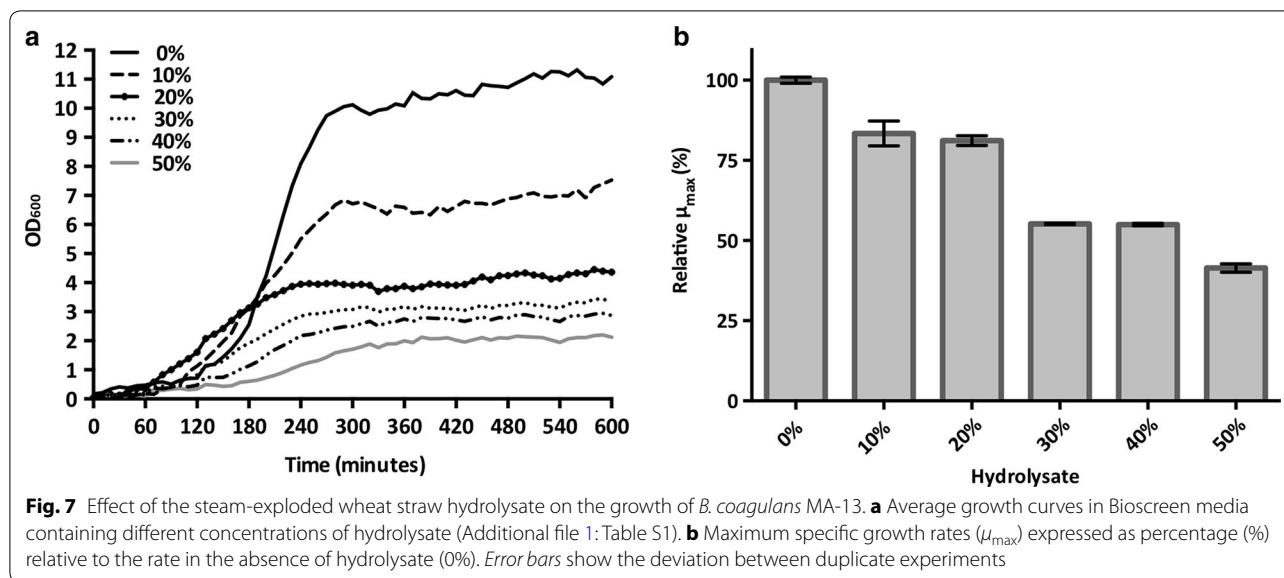 a
12
11
10
9
8
7
6
5
4
3
2
1
0
OD600
0%
10%
20%
30%
40%
50%
0 60 120 180 240 300 360 420 480 540 600
Time (minutes)
b
100
75
50
25
0
Relative μmax (%)
0% 10% 20% 30% 40% 50%
Hydrolysate
Fig. 7 Effect of the steam-exploded wheat straw hydrolysate on the growth of B. coagulans MA-13. a Average growth curves in Bioscreen media
containing different concentrations of hydrolysate (Additional file 1: Table S1). b Maximum specific growth rates (μmax) expressed as percentage (%)
relative to the rate in the absence of hydrolysate (0%). Error bars show the deviation between duplicate experiments